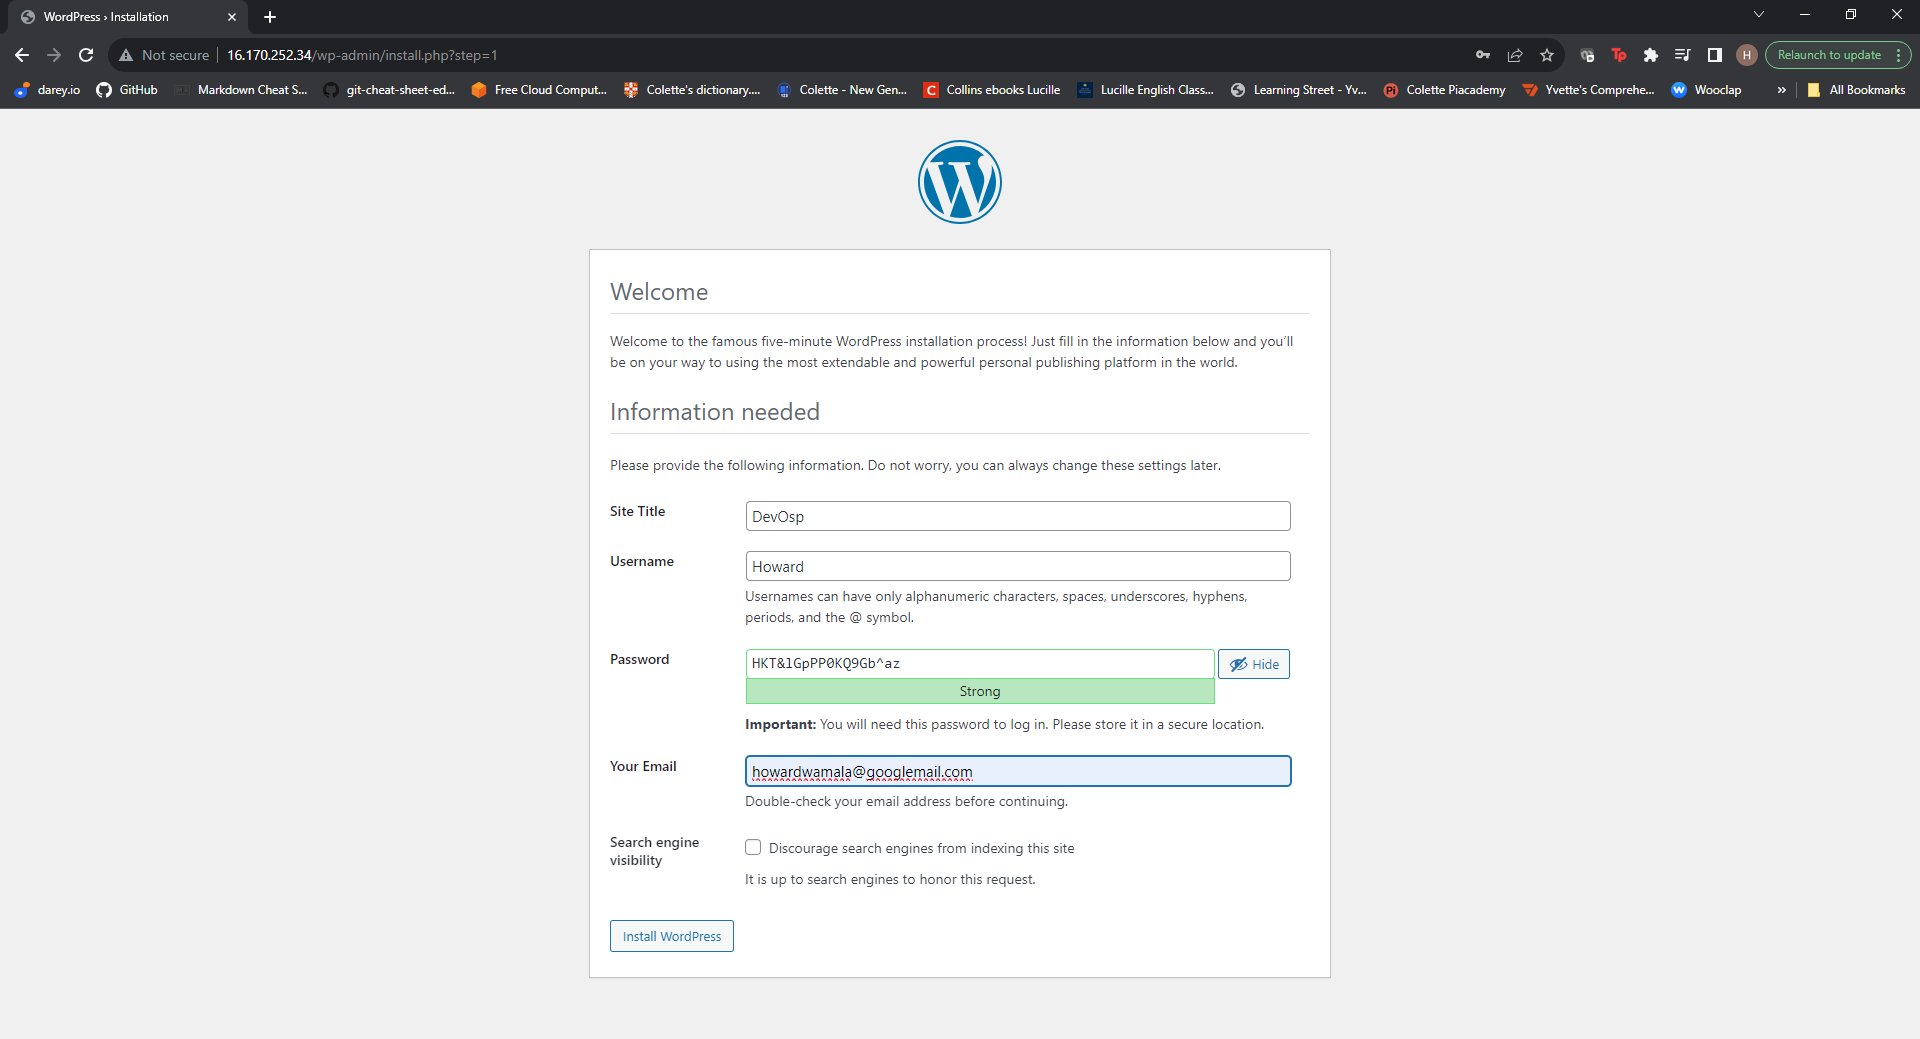 WordPress › Installation
Not secure
16.170.252.34/wp-admin/install.php?step=1
Tp
H
Relaunch to update
darey.io
GitHub
Markdown Cheat S...
git-cheat-sheet-ed...
Free Cloud Comput...
Colette's dictionary....
Colette - New Gen...
C
Collins ebooks Lucille
Lucille English Class...
Learning Street - Yv...
Pi
Colette Piacademy
Yvette's Comprehe...
W
Wooclap
»
All Bookmarks
W
Welcome
Welcome to the famous five-minute WordPress installation process! Just fill in the information below and you’ll
be on your way to using the most extendable and powerful personal publishing platform in the world.
Information needed
Please provide the following information. Do not worry, you can always change these settings later.
Site Title
DevOsp
Username
Howard
Usernames can have only alphanumeric characters, spaces, underscores, hyphens,
periods, and the @ symbol.
Password
HKT&lGpPP0KQ9Gb^az
Hide
Strong
Important: You will need this password to log in. Please store it in a secure location.
Your Email
howardwamala@googlemail.com
Double-check your email address before continuing.
Search engine
visibility
Discourage search engines from indexing this site
It is up to search engines to honor this request.
Install WordPress